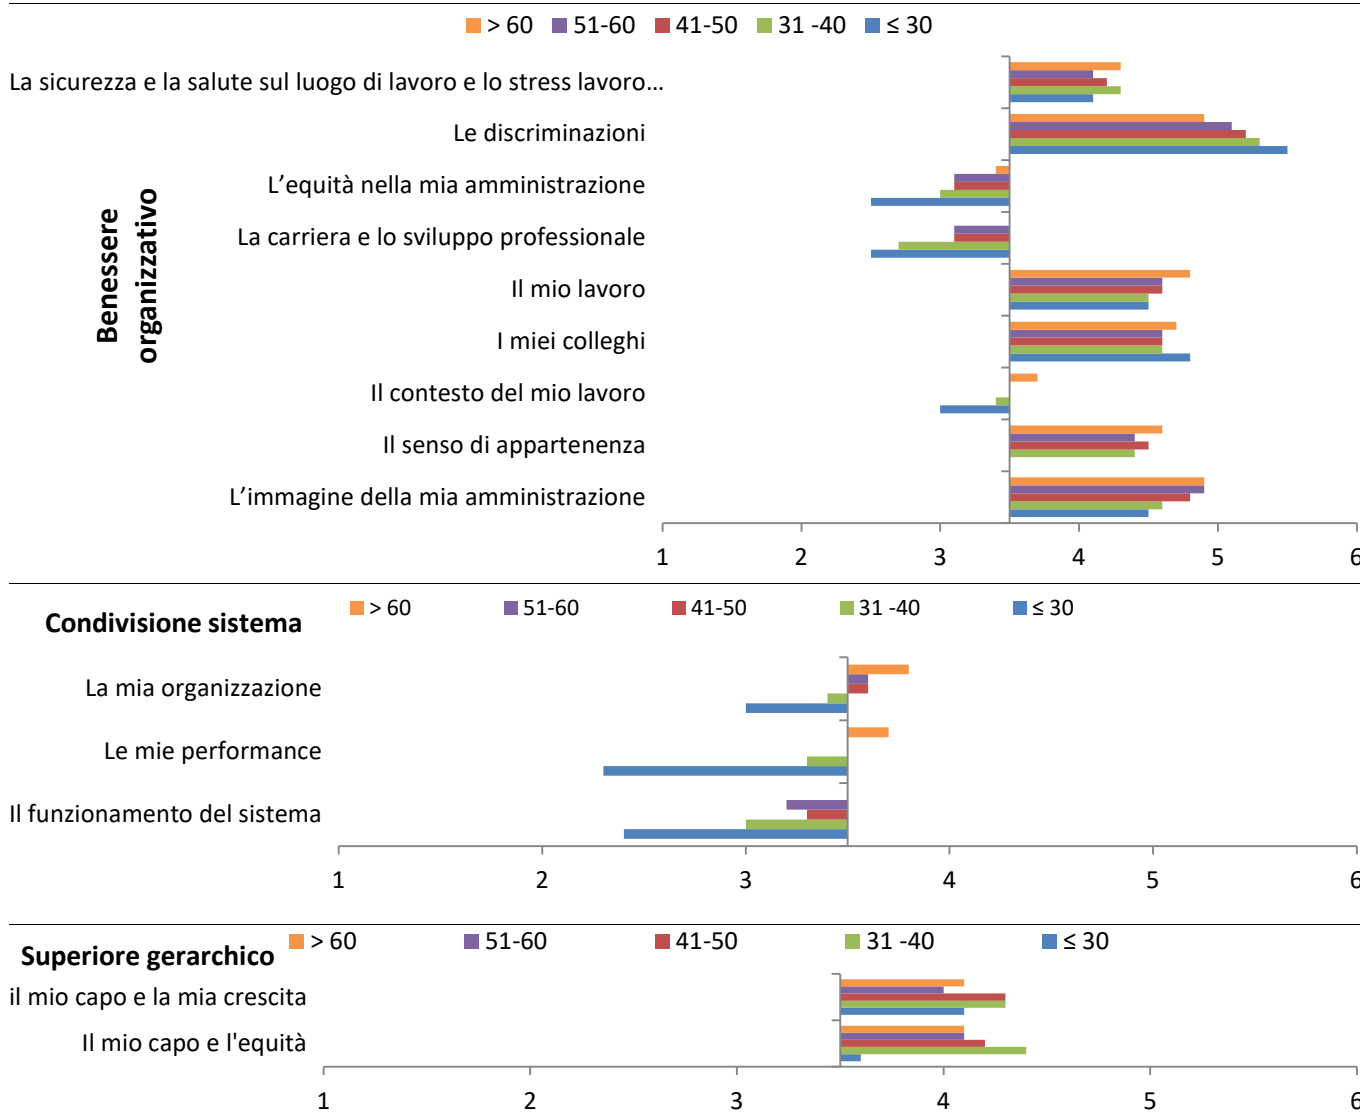 > 60 51-60 41-50 31 -40 ≤ 30
La sicurezza e la salute sul luogo di lavoro e lo stress lavoro…
Le discriminazioni
L’equità nella mia amministrazione
La carriera e lo sviluppo professionale
Il mio lavoro
I miei colleghi
Il contesto del mio lavoro
Il senso di appartenenza
L’immagine della mia amministrazione
Benessere
organizzativo
1 2 3 4 5 6
Condivisione sistema
> 60 51-60 41-50 31 -40 ≤ 30
La mia organizzazione
Le mie performance
Il funzionamento del sistema
1 2 3 4 5 6
Superiore gerarchico
> 60 51-60 41-50 31 -40 ≤ 30
il mio capo e la mia crescita
Il mio capo e l'equità
1 2 3 4 5 6